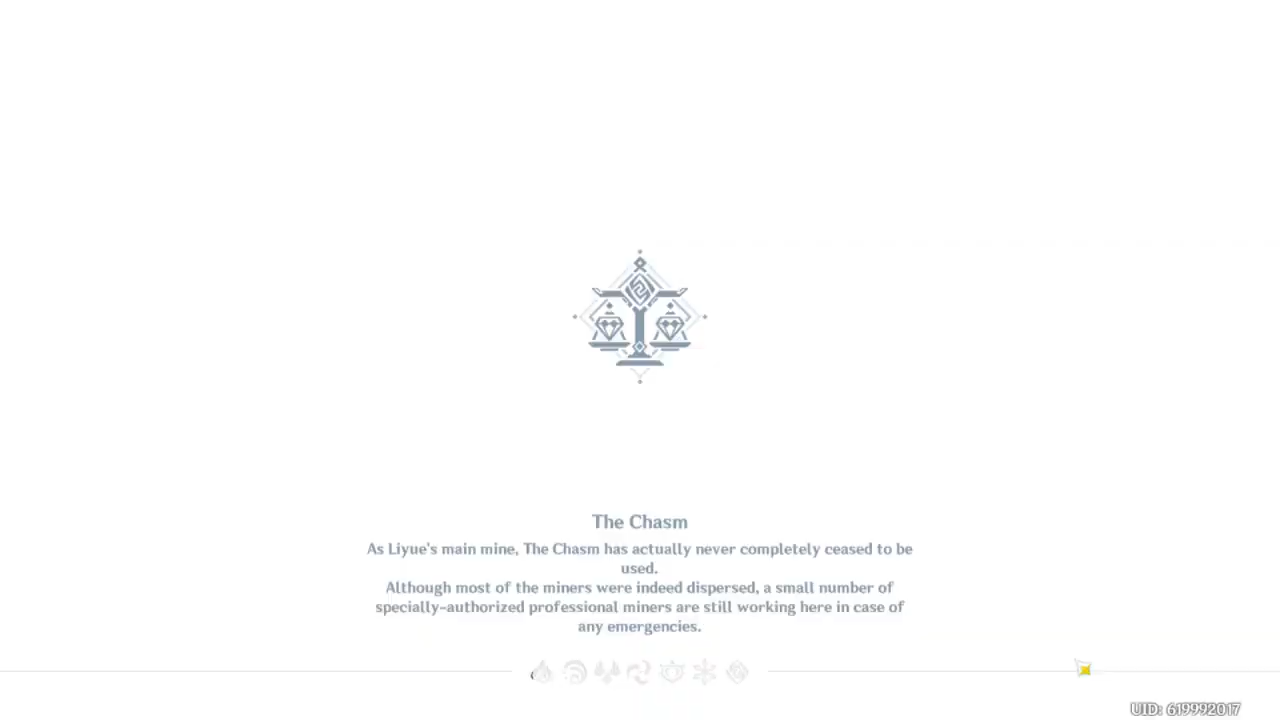 The Chasm
As Liyue's main mine, The Chasm has actually never completely ceased to be
used.
Although most of the miners were indeed dispersed, a small number of
specially-authorized professional miners are still working here in case of
any emergencies.
UID: 619992017